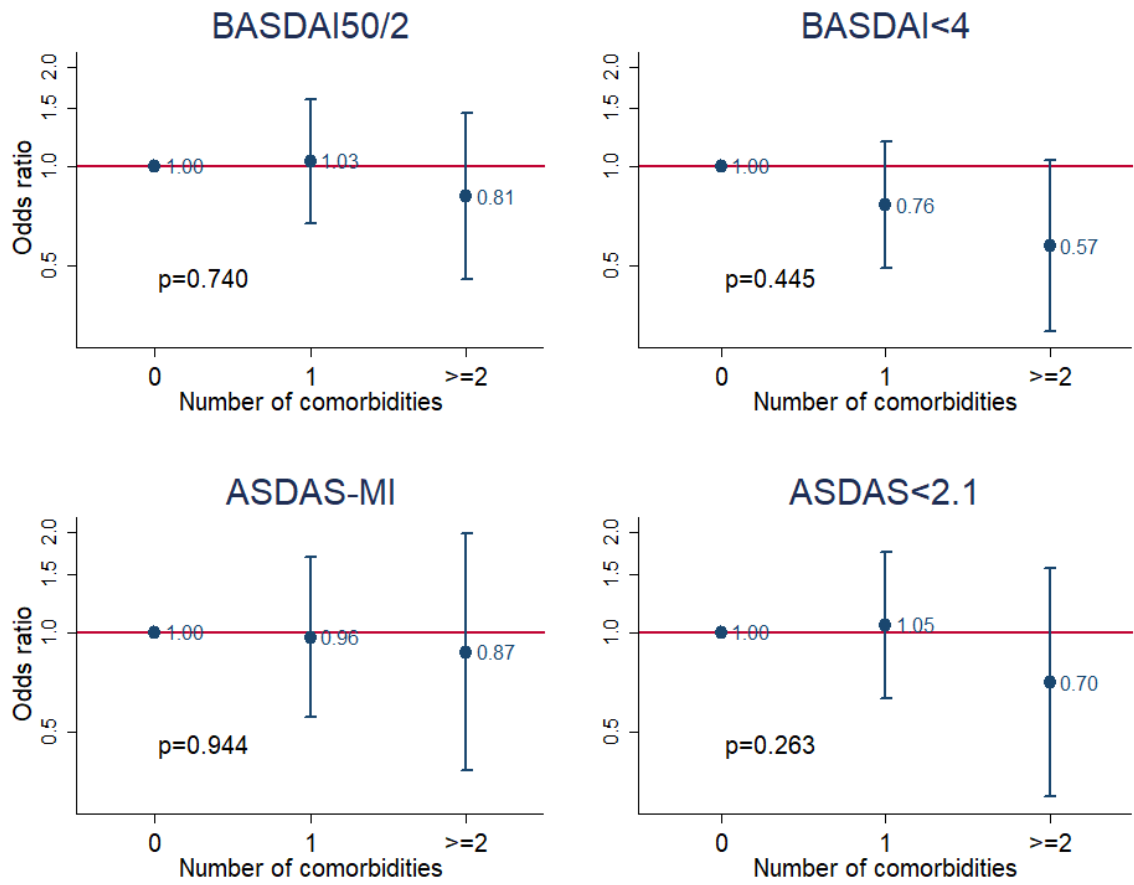 BASDAI50/2
Odds ratio
2.0
1.5
1.0
0.5
1.00
1.03
0.81
p=0.740
0
1
>=2
Number of comorbidities
BASDAI<4
2.0
1.5
1.0
0.5
1.00
0.76
0.57
p=0.445
0
1
>=2
Number of comorbidities
ASDAS-MI
Odds ratio
2.0
1.5
1.0
0.5
1.00
0.96
0.87
p=0.944
0
1
>=2
Number of comorbidities
ASDAS<2.1
2.0
1.5
1.0
0.5
1.00
1.05
0.70
p=0.263
0
1
>=2
Number of comorbidities